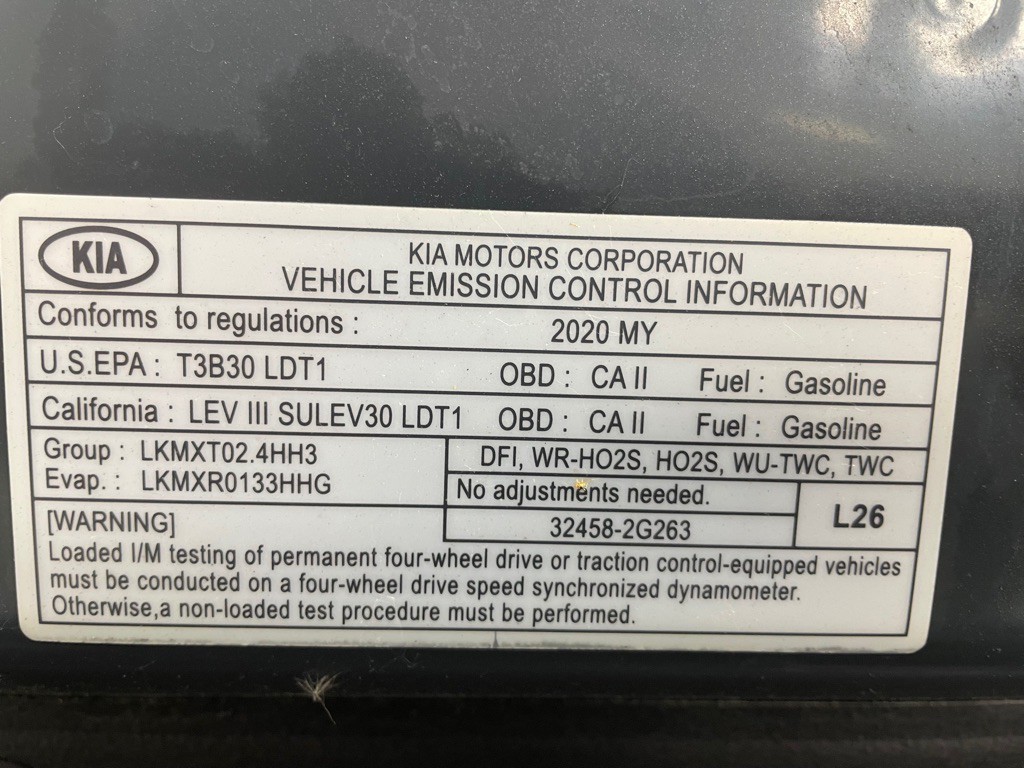 KIA
KIA MOTORS CORPORATION
VEHICLE EMISSION CONTROL INFORMATION
Conforms to regulations : 2020 MY
U.S.EPA : T3B30 LDT1 OBD : CA II Fuel : Gasoline
California : LEV III SULEV30 LDT1 OBD : CA II Fuel : Gasoline
Group : LKMXT02.4HH3
Evap. : LKMXR0133HHG
DFI, WR-HO2S, HO2S, WU-TWC, TWC
No adjustments needed.
32458-2G263
L26
[WARNING]
Loaded I/M testing of permanent four-wheel drive or traction control-equipped vehicles
must be conducted on a four-wheel drive speed synchronized dynamometer.
Otherwise,a non-loaded test procedure must be performed.